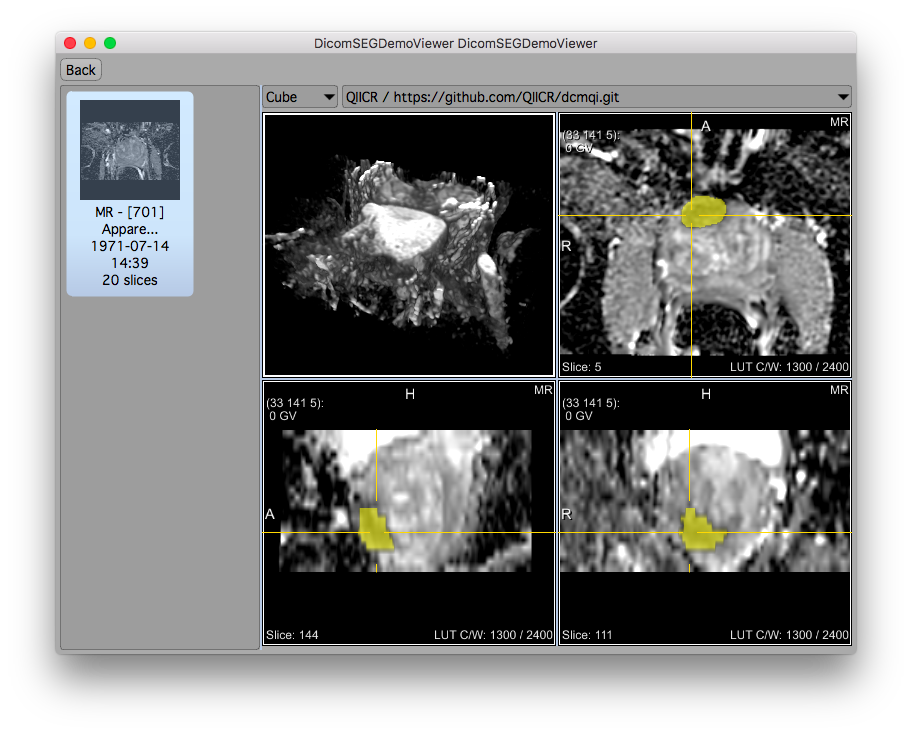 DicomSEGDemoViewer DicomSEGDemoViewer
Back
MR - [701]
Appare...
1971-07-14
14:39
20 slices
Cube
QIICR / https://github.com/QIICR/dcmqi.git
A
MR
(33 141 5):
0 GV
R
Slice: 5
LUT C/W: 1300 / 2400
H
MR
(33 141 5):
0 GV
A
Slice: 144
LUT C/W: 1300 / 2400
H
MR
(33 141 5):
0 GV
R
Slice: 111
LUT C/W: 1300 / 2400